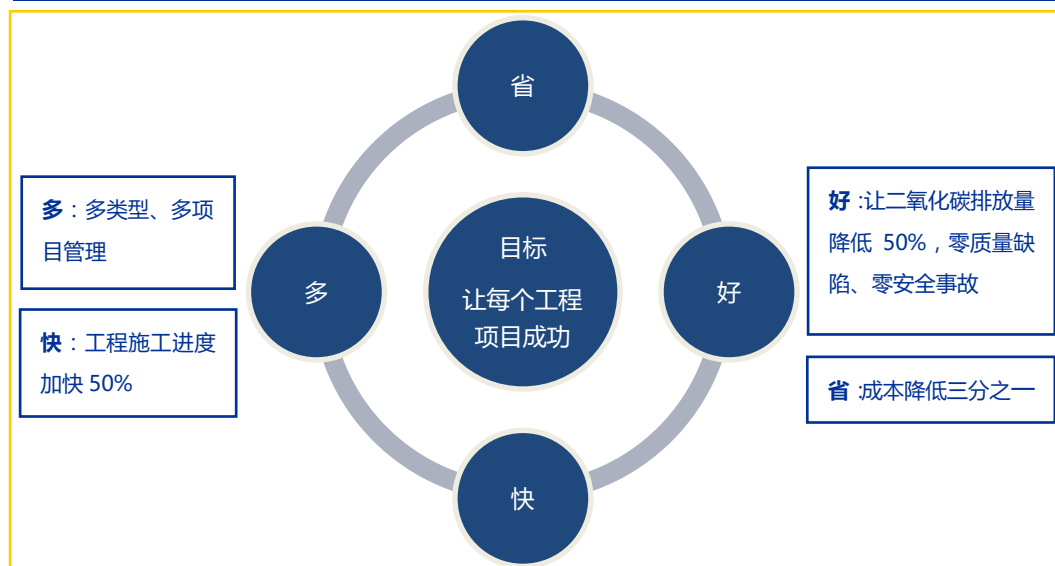 省
多：多类型、多项
目管理
快：工程施工进度
加快 50%
多
目标
让每个工程
项目成功
好
好：让二氧化碳排放量
降低 50%，零质量缺
陷、零安全事故
省：成本降低三分之一
快